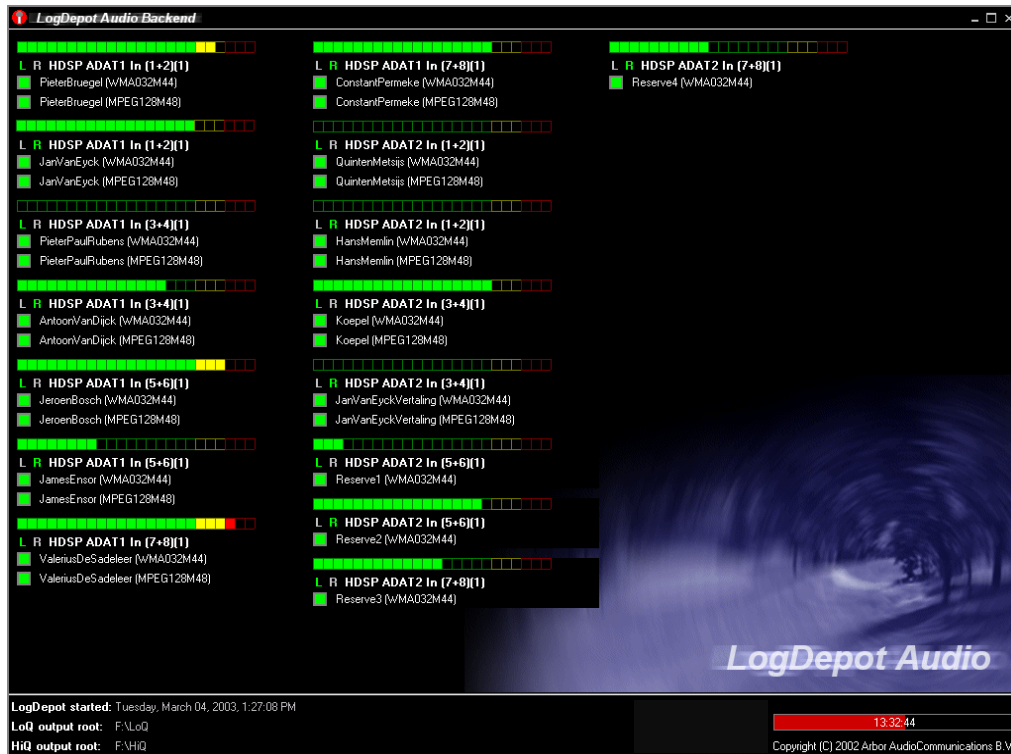 LogDepot Audio Backend
L R HDSP ADAT1 In (1+2)(1)
PieterBruegel (WMA032M44)
PieterBruegel (MPEG128M48)
L R HDSP ADAT1 In (1+2)(1)
JanVanEyck (WMA032M44)
JanVanEyck (MPEG128M48)
L R HDSP ADAT1 In (3+4)(1)
PieterPaulRubens (WMA032M44)
PieterPaulRubens (MPEG128M48)
L R HDSP ADAT1 In (3+4)(1)
AntoonVanDijck (WMA032M44)
AntoonVanDijck (MPEG128M48)
L R HDSP ADAT1 In (5+6)(1)
JeroenBosch (WMA032M44)
JeroenBosch (MPEG128M48)
L R HDSP ADAT1 In (5+6)(1)
JamesEnsor (WMA032M44)
JamesEnsor (MPEG128M48)
L R HDSP ADAT1 In (7+8)(1)
ValeriusDeSadeleer (WMA032M44)
ValeriusDeSadeleer (MPEG128M48)
L R HDSP ADAT1 In (7+8)(1)
ConstantPermeke (WMA032M44)
ConstantPermeke (MPEG128M48)
L R HDSP ADAT2 In (1+2)(1)
QuintenMetsijs (WMA032M44)
QuintenMetsijs (MPEG128M48)
L R HDSP ADAT2 In (1+2)(1)
HansMemlin (WMA032M44)
HansMemlin (MPEG128M48)
L R HDSP ADAT2 In (3+4)(1)
Koepel (WMA032M44)
Koepel (MPEG128M48)
L R HDSP ADAT2 In (3+4)(1)
JanVanEyckVertaling (WMA032M44)
JanVanEyckVertaling (MPEG128M48)
L R HDSP ADAT2 In (5+6)(1)
Reserve1 (WMA032M44)
L R HDSP ADAT2 In (5+6)(1)
Reserve2 (WMA032M44)
L R HDSP ADAT2 In (7+8)(1)
Reserve3 (WMA032M44)
L R HDSP ADAT2 In (7+8)(1)
Reserve4 (WMA032M44)
LogDepot Audio
LogDepot started: Tuesday, March 04, 2003, 1:27:08 PM
LoQ output root: F:\LoQ
HiQ output root: F:\HiQ
13:32:44
Copyright (C) 2002 Arbor AudioCommunications B.V